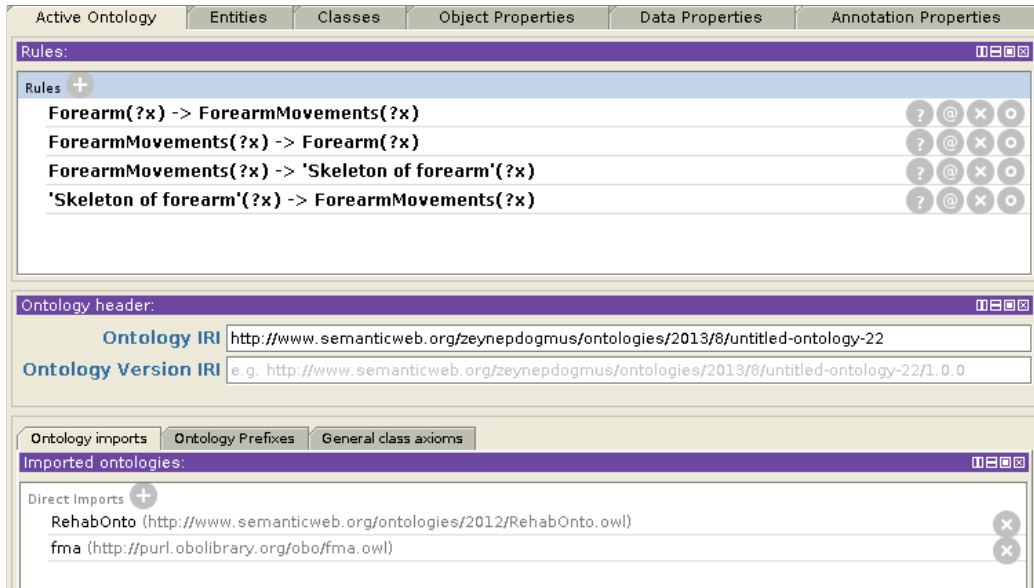 Active Ontology Entities Classes Object Properties Data Properties Annotation Properties
Rules:
Rules
Forearm(?x) -> ForearmMovements(?x)
ForearmMovements(?x) -> Forearm(?x)
ForearmMovements(?x) -> 'Skeleton of forearm'(?x)
'Skeleton of forearm'(?x) -> ForearmMovements(?x)
Ontology header:
Ontology IRI http://www.semanticweb.org/zeynepdogmus/ontologies/2013/8/untitled-ontology-22
Ontology Version IRI e.g. http://www.semanticweb.org/zeynepdogmus/ontologies/2013/8/untitled-ontology-22/1.0.0
Ontology imports Ontology Prefixes General class axioms
Imported ontologies:
Direct Imports
RehabOnto (http://www.semanticweb.org/ontologies/2012/RehabOnto.owl)
fma (http://purl.obolibrary.org/obo/fma.owl)